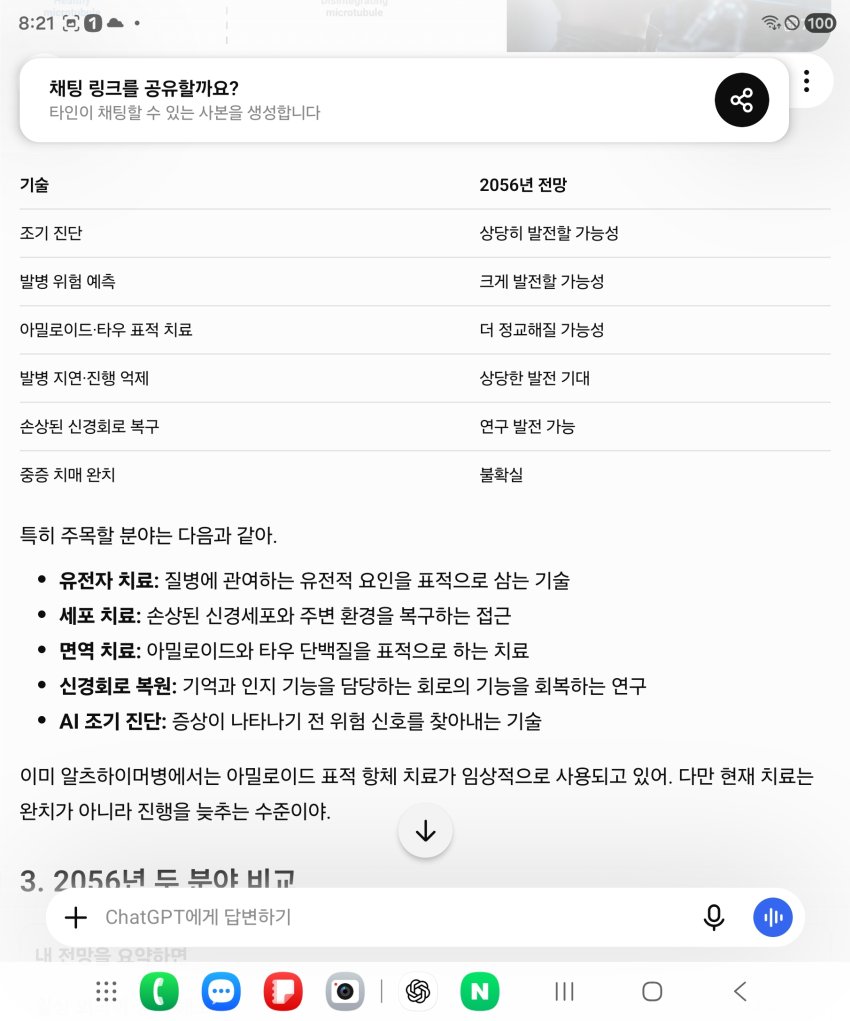 Healthy
microtubule
Disintegrating
microtubule
8:21
1
100
채팅 링크를 공유할까요?
타인이 채팅할 수 있는 사본을 생성합니다
기술 2056년 전망
조기 진단 상당히 발전할 가능성
발병 위험 예측 크게 발전할 가능성
아밀로이드·타우 표적 치료 더 정교해질 가능성
발병 지연·진행 억제 상당한 발전 기대
손상된 신경회로 복구 연구 발전 가능
중증 치매 완치 불확실
특히 주목할 분야는 다음과 같아.
• 유전자 치료: 질병에 관여하는 유전적 요인을 표적으로 삼는 기술
• 세포 치료: 손상된 신경세포와 주변 환경을 복구하는 접근
• 면역 치료: 아밀로이드와 타우 단백질을 표적으로 하는 치료
• 신경회로 복원: 기억과 인지 기능을 담당하는 회로의 기능을 회복하는 연구
• AI 조기 진단: 증상이 나타나기 전 위험 신호를 찾아내는 기술
이미 알츠하이머병에서는 아밀로이드 표적 항체 치료가 임상적으로 사용되고 있어. 다만 현재 치료는
완치가 아니라 진행을 늦추는 수준이야.
3. 2056년 두 분야 비교
ChatGPT에게 답변하기
내 전망을 요약하면
N